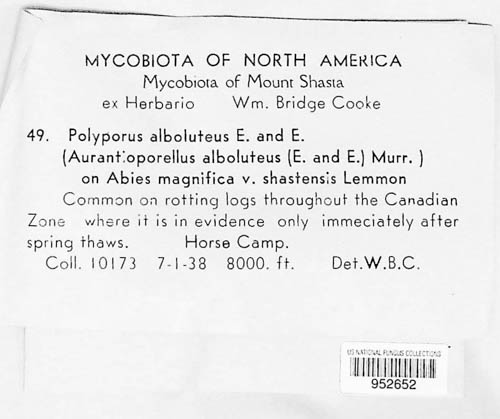 MYCOBIOTA OF NORTH AMERICA
Mycobiota of Mount Shasta
ex Herbario Wm. Bridge Cooke
49. Polyporus alboluteus E. and E.
(Aurantioporellus alboluteus (E. and E.) Murr. )
on Abies magnifica v. shastensis Lemmon
Common on rotting logs throughout the Canadian
Zone where it is in evidence only immeciately after
spring thaws. Horse Camp.
Coll. 10173 7-1-38 8000. ft. Det.W.B.C.
US NATIONAL FUNGUS COLLECTIONS
952652